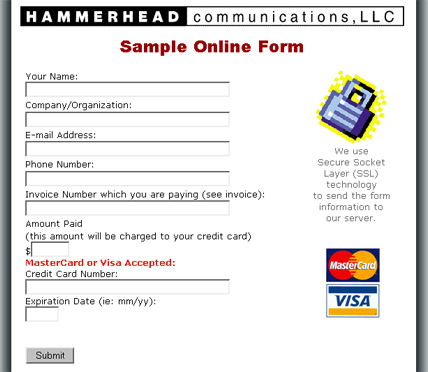 HAMMERHEAD communications, LLC
Sample Online Form
Your Name:
Company/Organization:
E-mail Address:
Phone Number:
Invoice Number which you are paying (see invoice):
Amount Paid
(this amount will be charged to your credit card)
$
MasterCard or Visa Accepted:
Credit Card Number:
Expiration Date (ie: mm/yy):
Submit
We use
Secure Socket
Layer (SSL)
technology
to send the form
information to
our server.
MasterCard
VISA